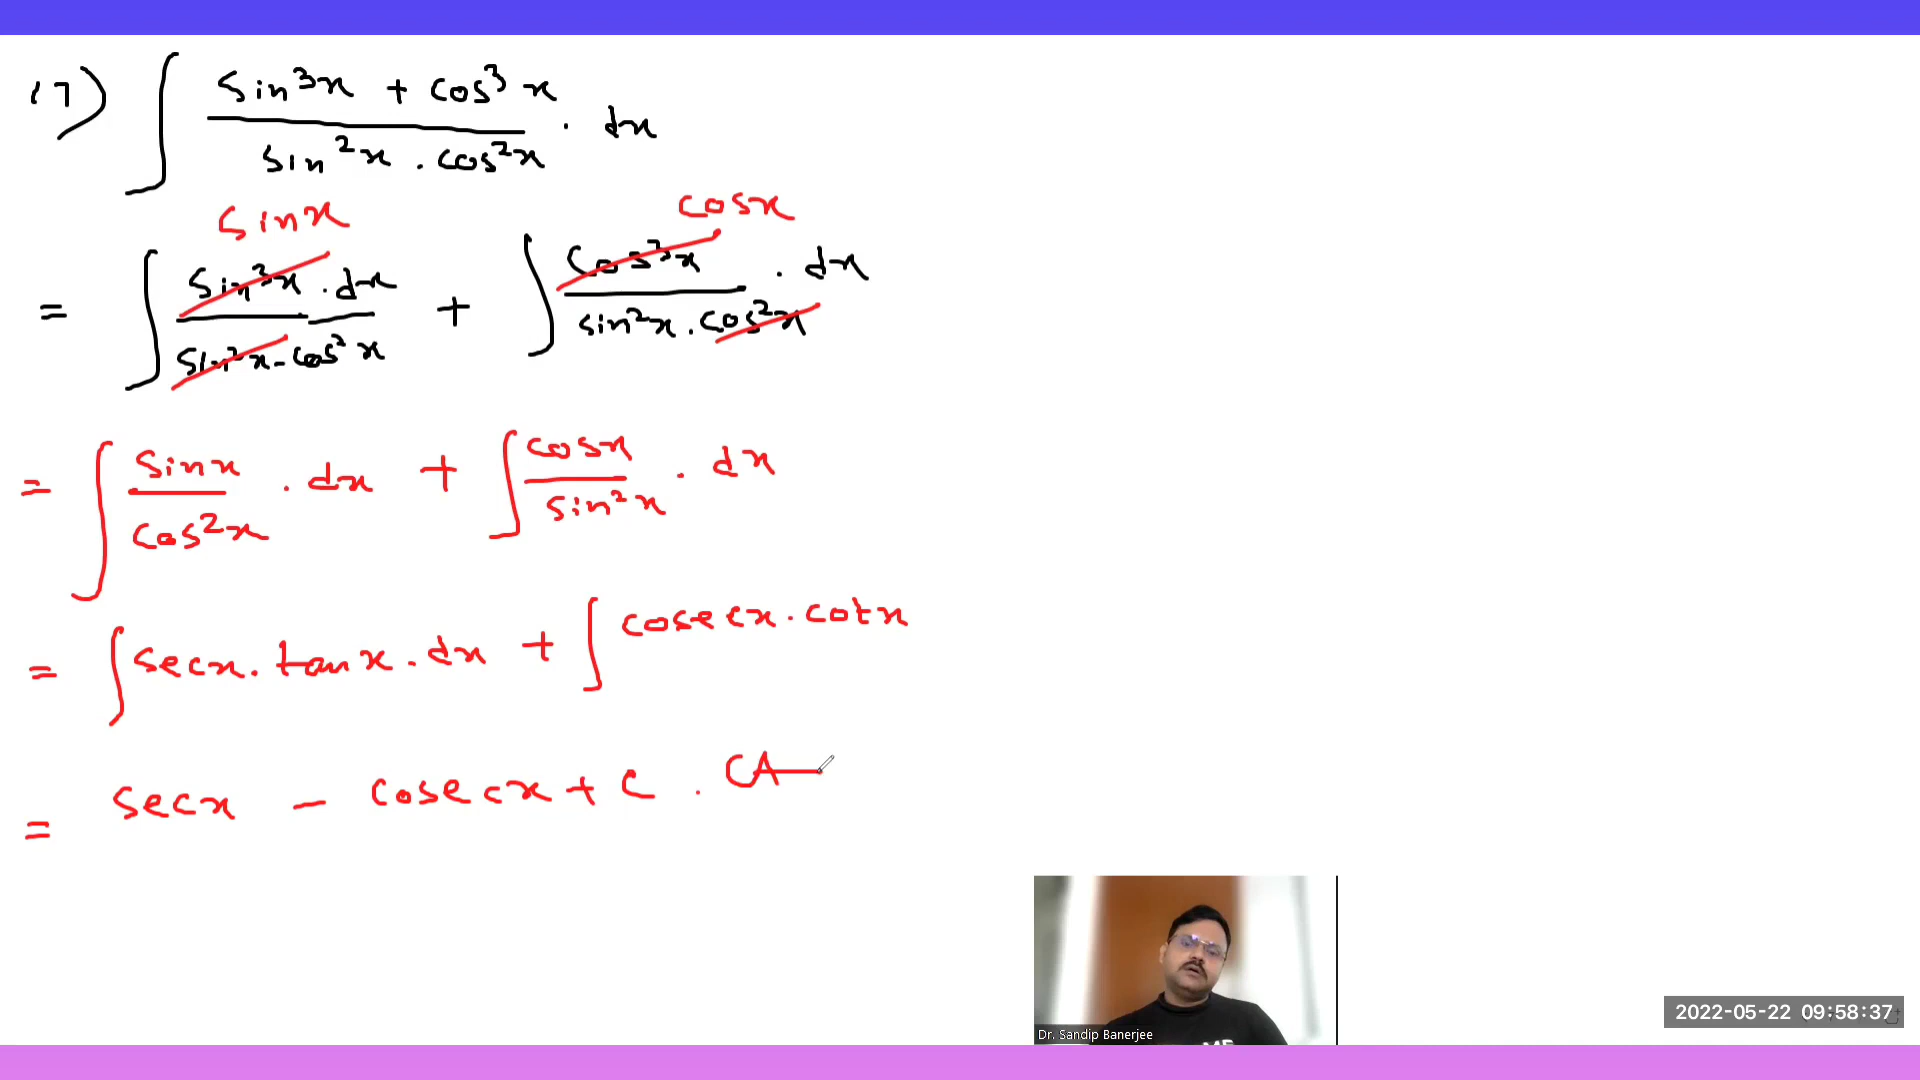 17) ∫ sin³x + cos³x / sin²x . cos²x . dx
sinx cosx
= ∫ sin³x . dx / sin²x - cos²x + ∫ cos³x / sin²x . cos²x . dx
= ∫ sinx / cos²x . dx + ∫ cosx / sin²x . dx
= ∫ secx . tanx . dx + ∫ cosecx . cotx
= secx - cosecx + c . CA
Dr. Sandip Banerjee
2022-05-22 09:58:37